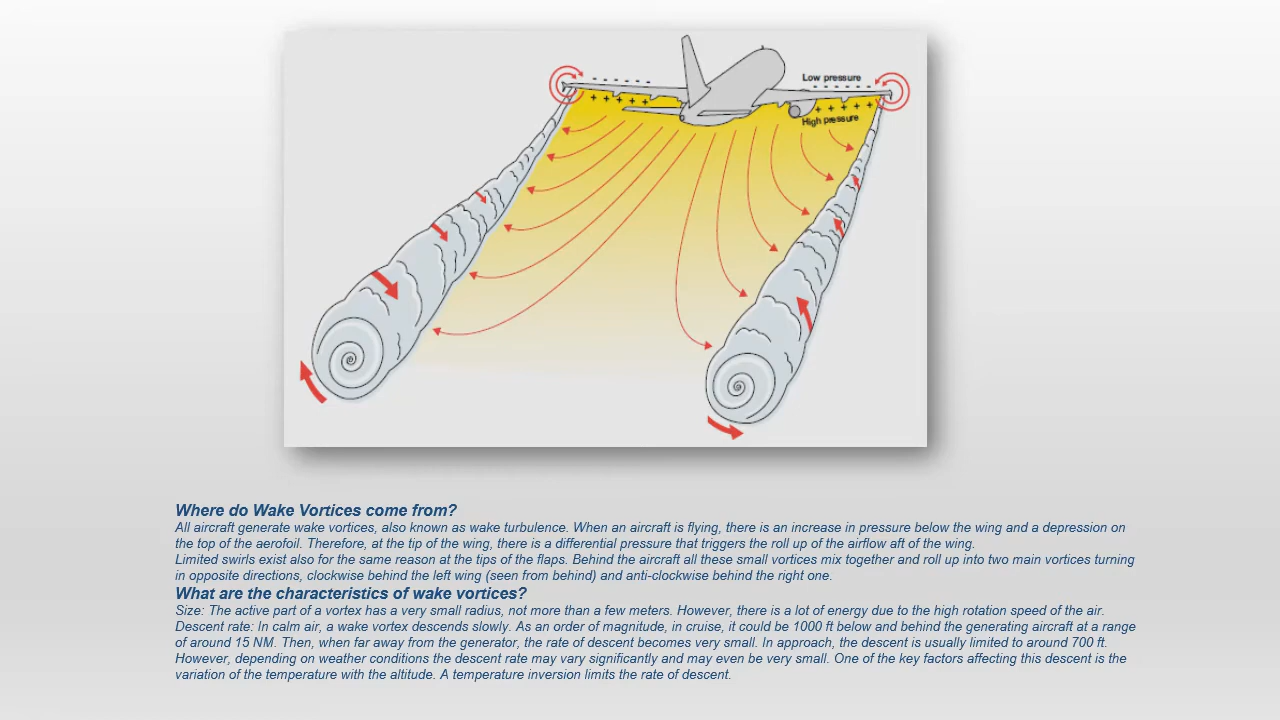 Low pressure
High pressure
Where do Wake Vortices come from?
All aircraft generate wake vortices, also known as wake turbulence. When an aircraft is flying, there is an increase in pressure below the wing and a depression on
the top of the aerofoil. Therefore, at the tip of the wing, there is a differential pressure that triggers the roll up of the airflow aft of the wing.
Limited swirls exist also for the same reason at the tips of the flaps. Behind the aircraft all these small vortices mix together and roll up into two main vortices turning
in opposite directions, clockwise behind the left wing (seen from behind) and anti-clockwise behind the right one.
What are the characteristics of wake vortices?
Size: The active part of a vortex has a very small radius, not more than a few meters. However, there is a lot of energy due to the high rotation speed of the air.
Descent rate: In calm air, a wake vortex descends slowly. As an order of magnitude, in cruise, it could be 1000 ft below and behind the generating aircraft at a range
of around 15 NM. Then, when far away from the generator, the rate of descent becomes very small. In approach, the descent is usually limited to around 700 ft.
However, depending on weather conditions the descent rate may vary significantly and may even be very small. One of the key factors affecting this descent is the
variation of the temperature with the altitude. A temperature inversion limits the rate of descent.